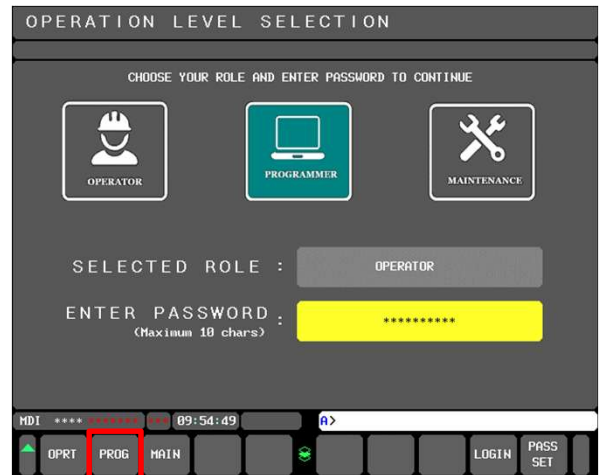 OPERATION LEVEL SELECTION
CHOOSE YOUR ROLE AND ENTER PASSWORD TO CONTINUE
OPERATOR
PROGRAMMER
MAINTENANCE
SELECTED ROLE :
OPERATOR
ENTER PASSWORD :
(Maximum 10 chars)
**********
MDI **** ******* *** 09:54:49 A>
OPRT PROG MAIN LOGIN PASS SET